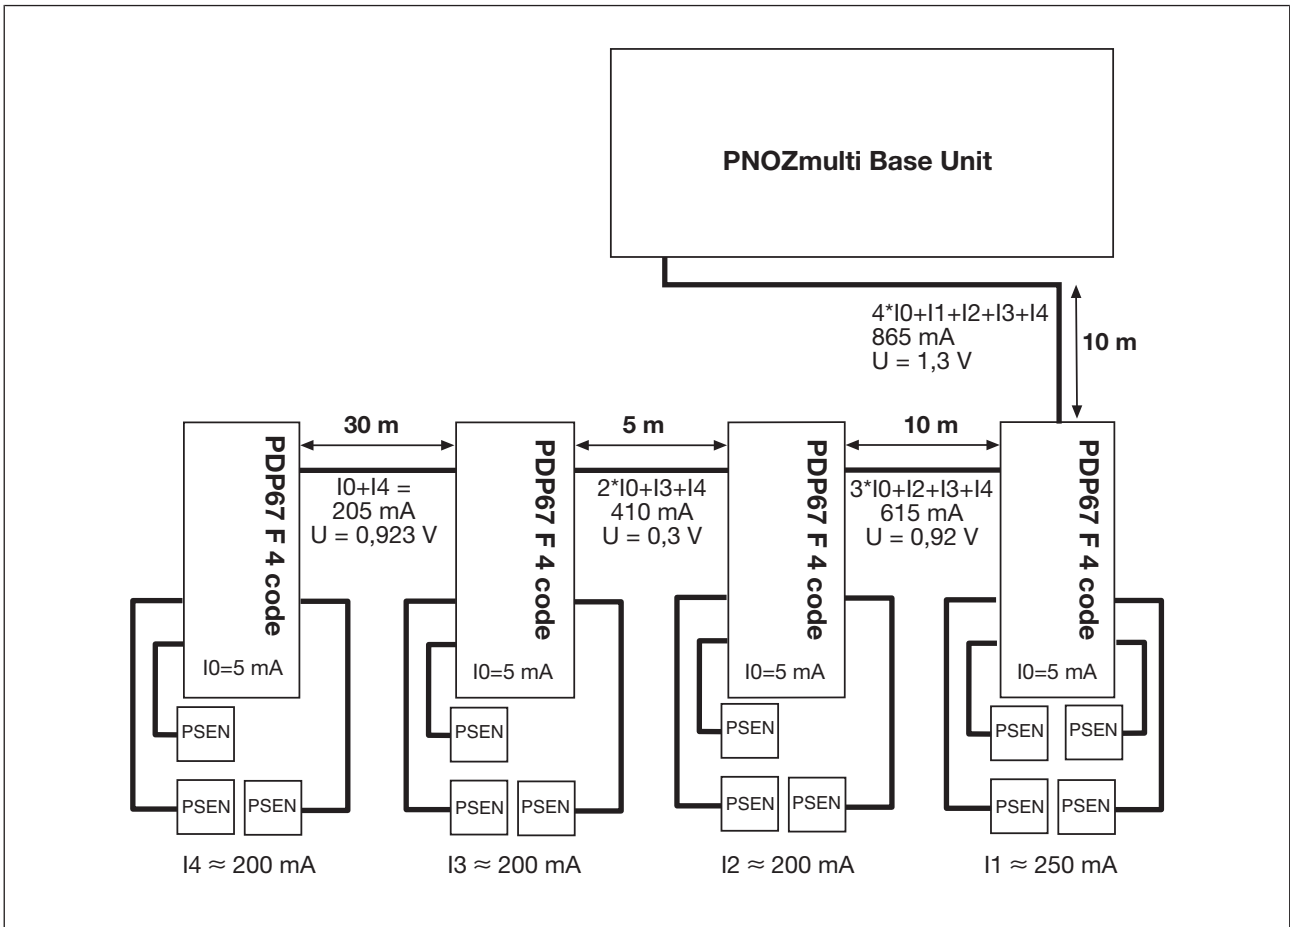 PNOZmulti Base Unit
4*I0+I1+I2+I3+I4
865 mA
U = 1,3 V
10 m
30 m
5 m
10 m
I0+I4 =
205 mA
U = 0,923 V
2*I0+I3+I4
410 mA
U = 0,3 V
3*I0+I2+I3+I4
615 mA
U = 0,92 V
PDP67 F 4 code
PDP67 F 4 code
PDP67 F 4 code
PDP67 F 4 code
I0=5 mA
I0=5 mA
I0=5 mA
I0=5 mA
PSEN
PSEN
PSEN
PSEN
PSEN
PSEN
PSEN
PSEN
PSEN
PSEN
PSEN
PSEN
PSEN
I4 ≈ 200 mA
I3 ≈ 200 mA
I2 ≈ 200 mA
I1 ≈ 250 mA